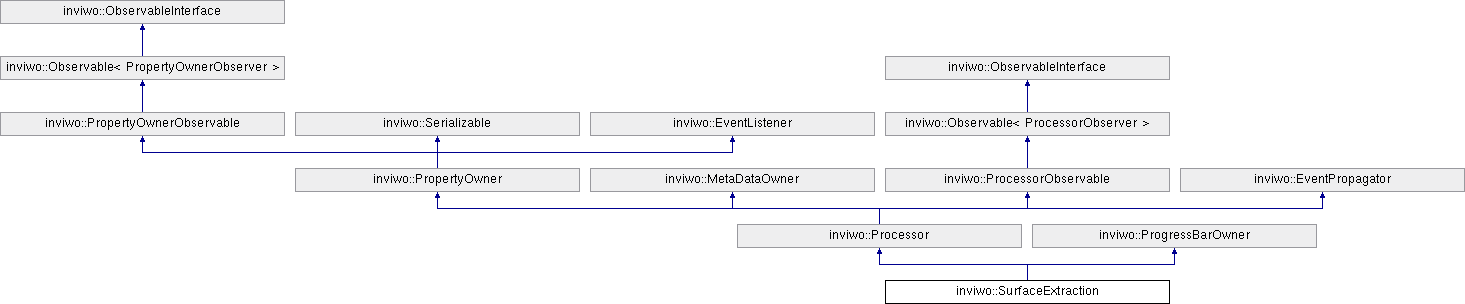 inviwo::ObservableInterface
inviwo::Observable< PropertyOwnerObserver >
inviwo::ObservableInterface
inviwo::PropertyOwnerObservable
inviwo::Serializable
inviwo::EventListener
inviwo::Observable< ProcessorObserver >
inviwo::PropertyOwner
inviwo::MetaDataOwner
inviwo::ProcessorObservable
inviwo::EventPropagator
inviwo::Processor
inviwo::ProgressBarOwner
inviwo::SurfaceExtraction